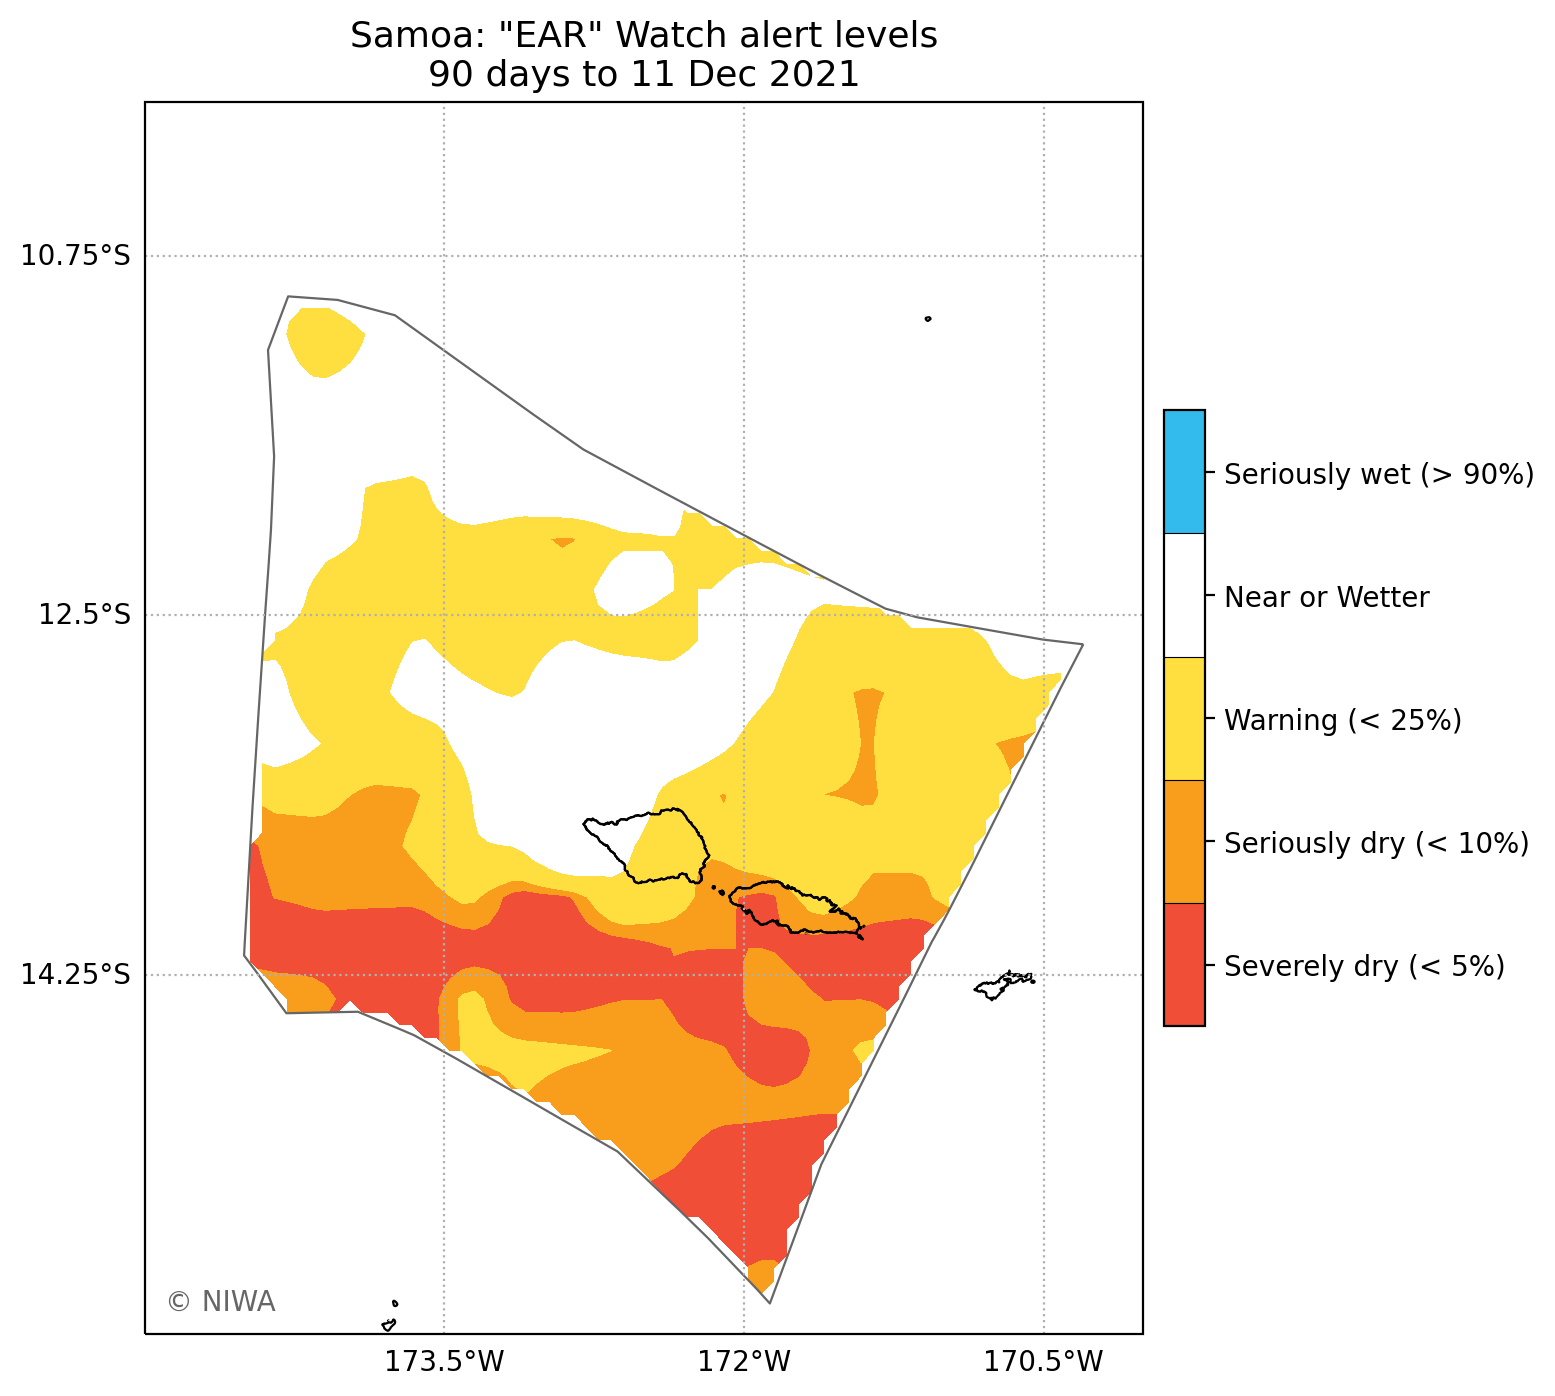 Samoa: "EAR" Watch alert levels
90 days to 11 Dec 2021
10.75°S
12.5°S
14.25°S
Seriously wet (> 90%)
Near or Wetter
Warning (< 25%)
Seriously dry (< 10%)
Severely dry (< 5%)
© NIWA
173.5°W
172°W
170.5°W